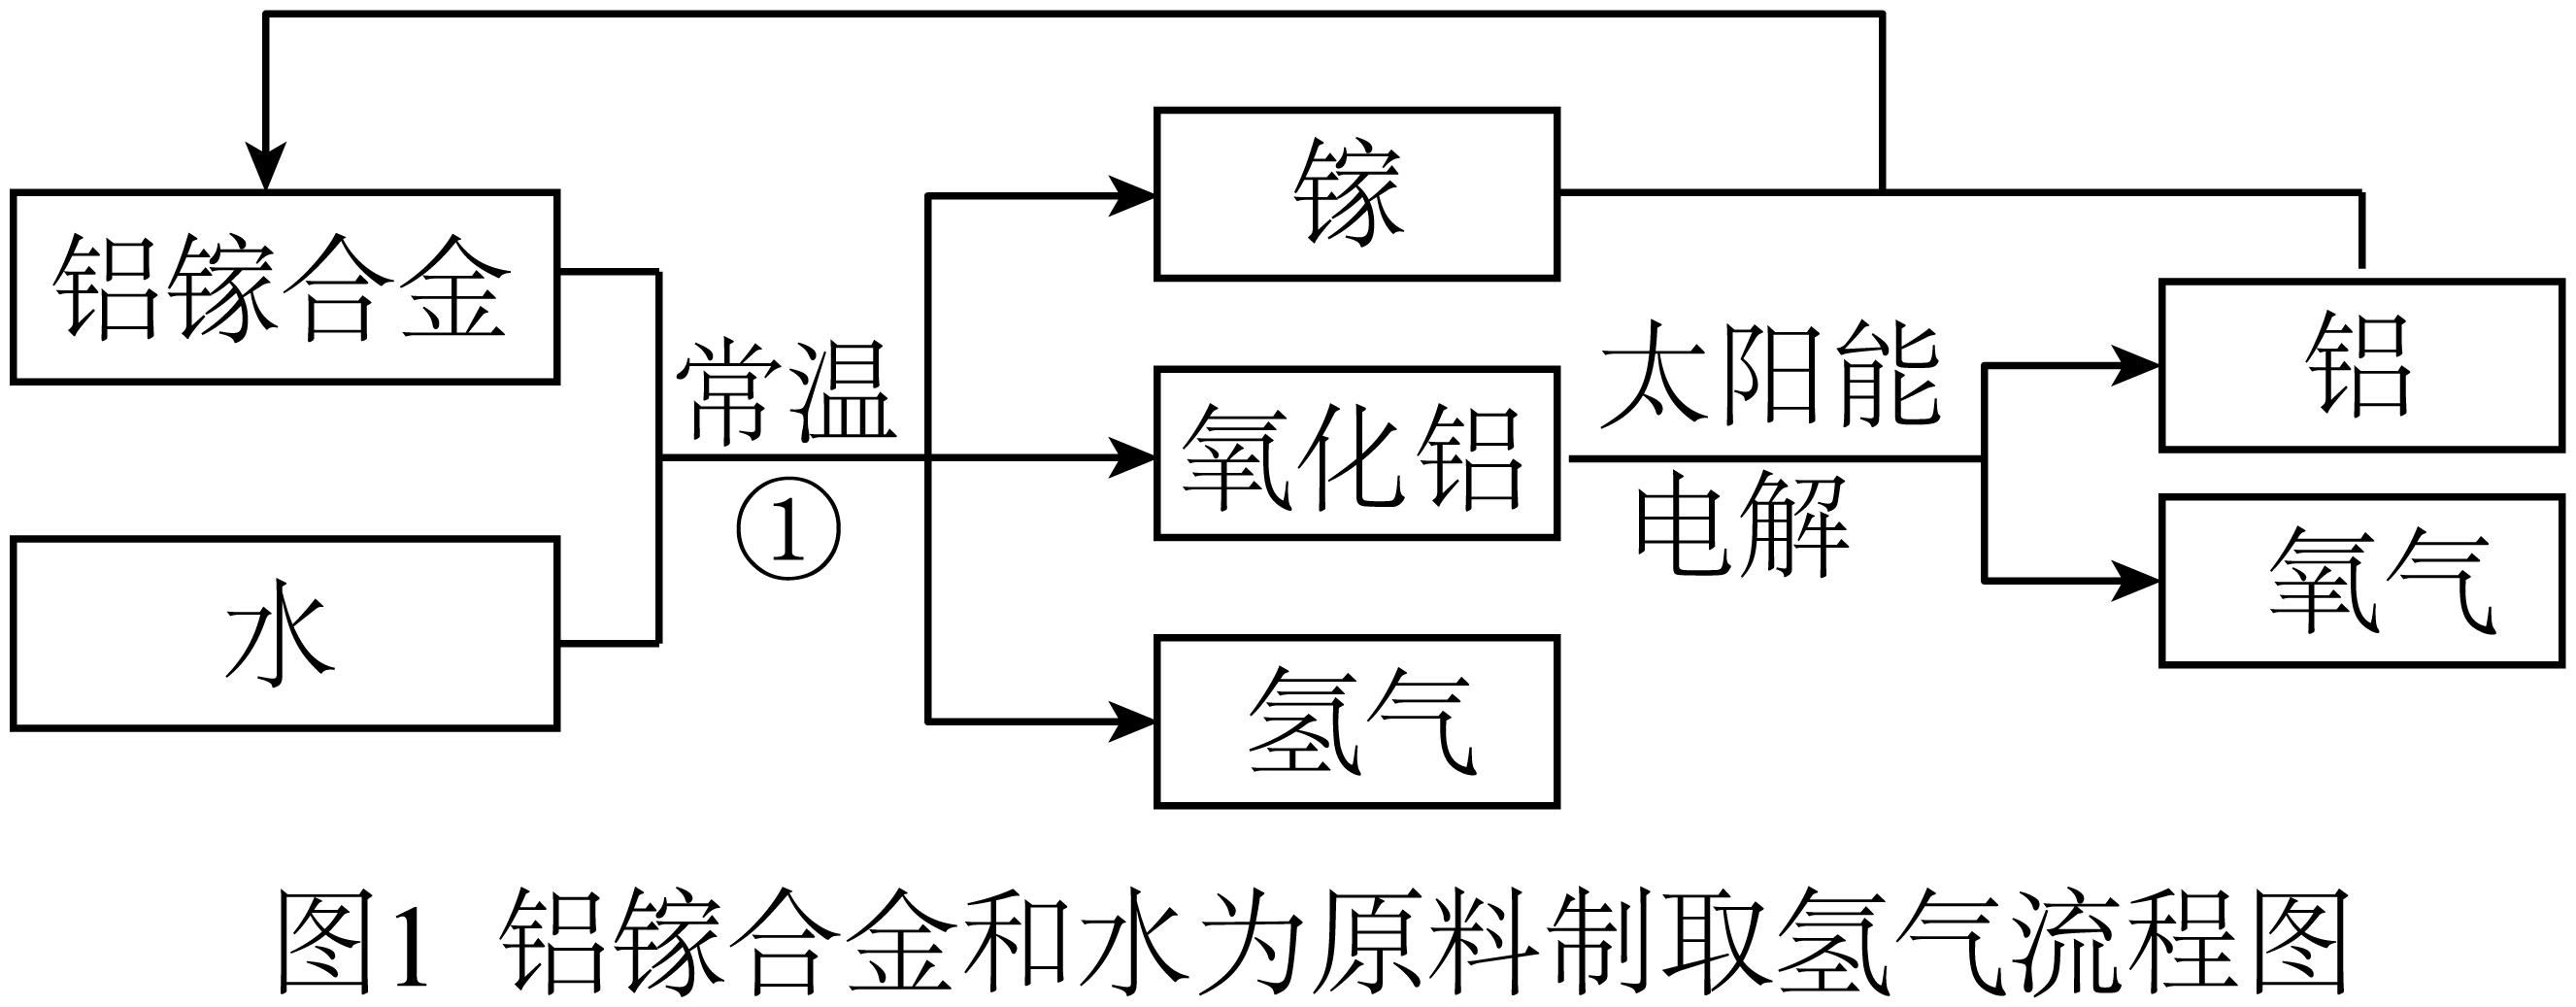 铝镓合金
水
常温
①
镓
氧化铝
氢气
太阳能
电解
铝
氧气
图1 铝镓合金和水为原料制取氢气流程图